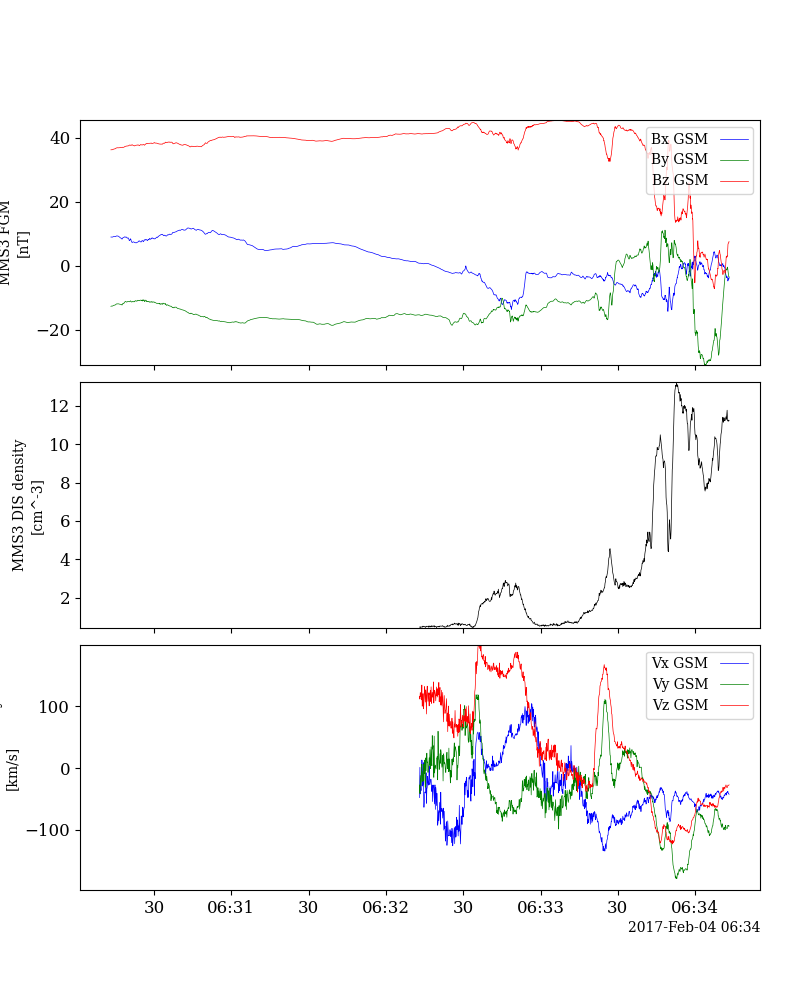 40
20
0
−20
MMS3 FGM
[nT]
Bx GSM
By GSM
Bz GSM
12
10
8
6
4
2
MMS3 DIS density
[cm^-3]
100
0
−100
[km/s]
Vx GSM
Vy GSM
Vz GSM
30 06:31 30 06:32 30 06:33 30 06:34
2017-Feb-04 06:34